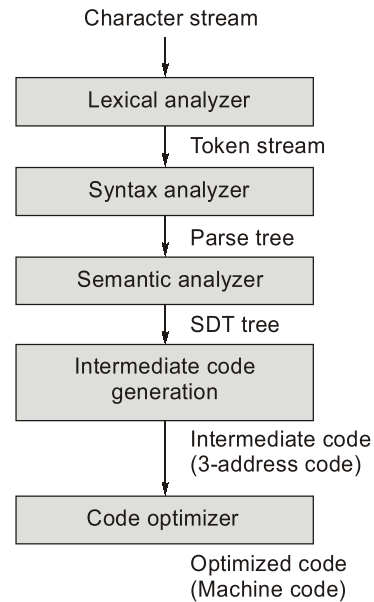 Character stream
Lexical analyzer
Token stream
Syntax analyzer
Parse tree
Semantic analyzer
SDT tree
Intermediate code
generation
Intermediate code
(3-address code)
Code optimizer
Optimized code
(Machine code)